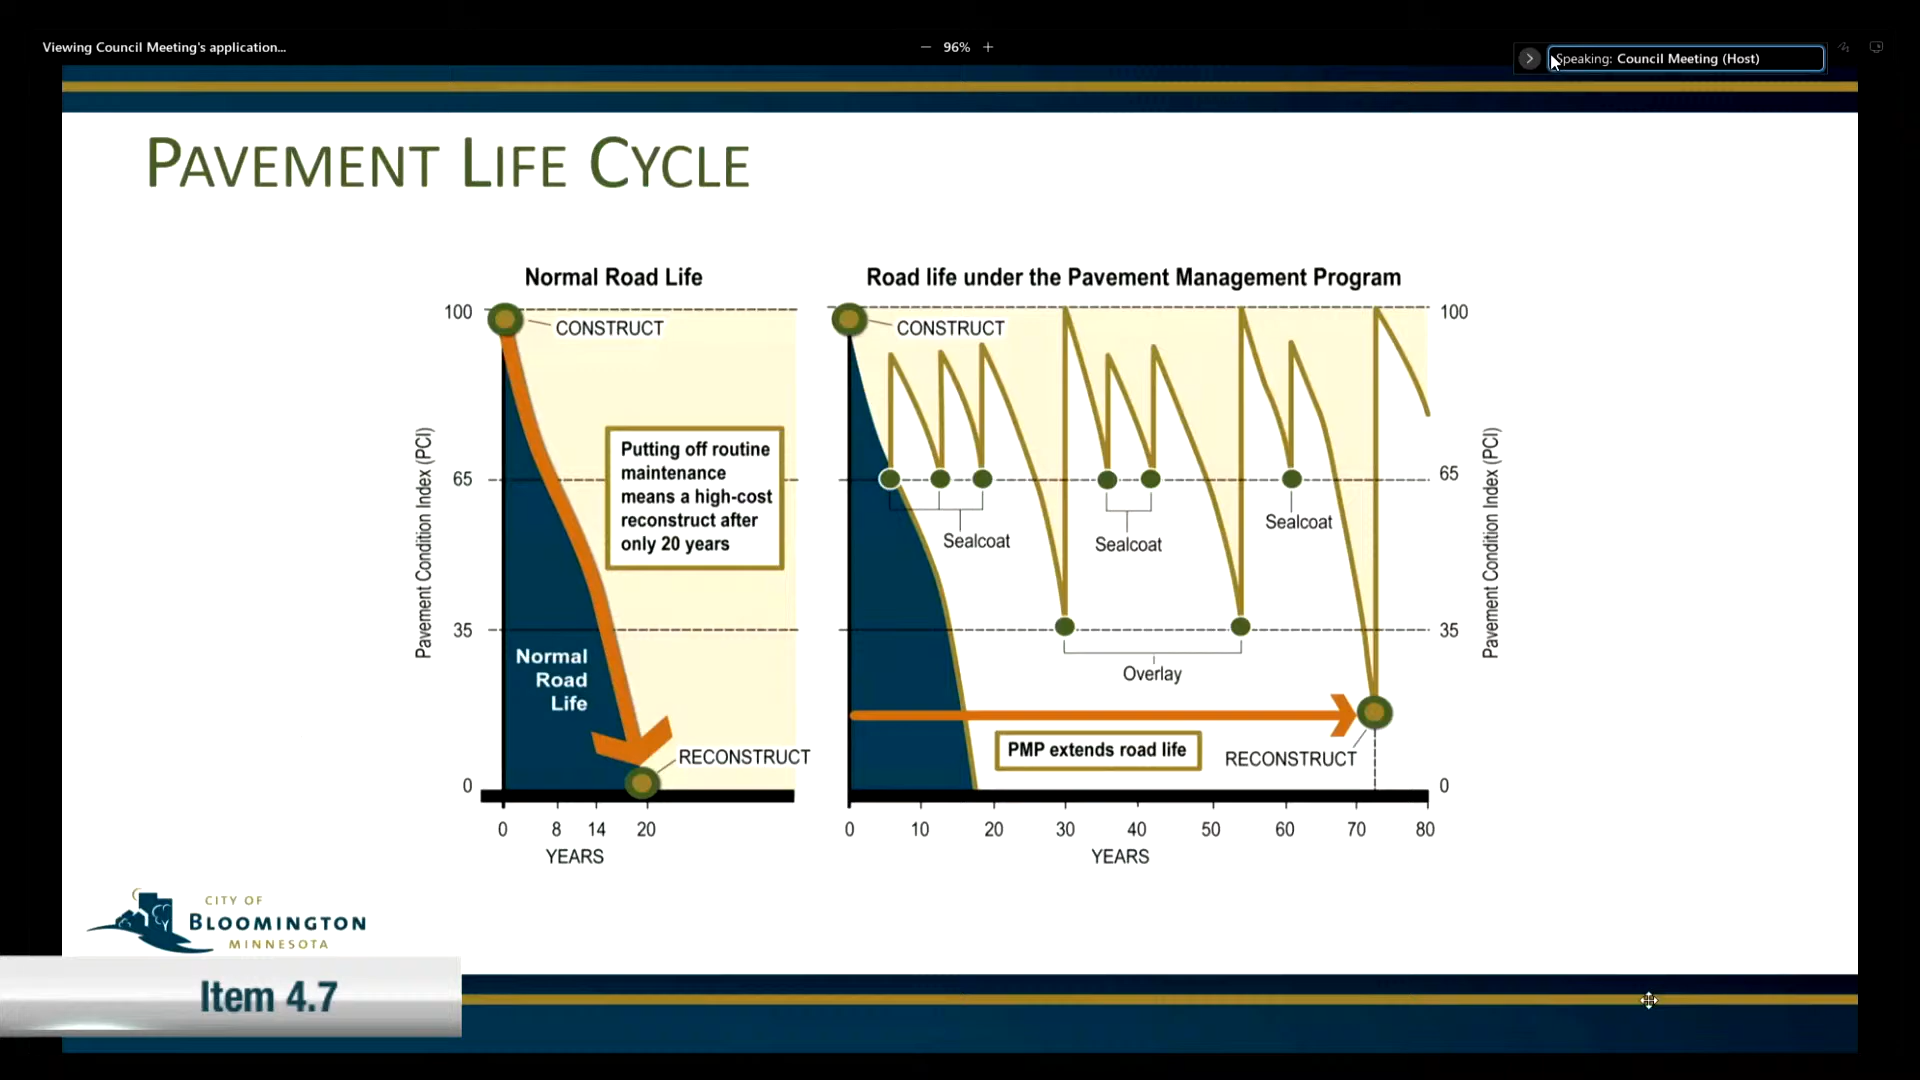 Viewing Council Meeting's application...
— 96% +
Speaking: Council Meeting (Host)
PAVEMENT LIFE CYCLE
Normal Road Life
100
CONSTRUCT
Putting off routine
maintenance
means a high-cost
reconstruct after
only 20 years
65
35
0
Pavement Condition Index (PCI)
Normal
Road
Life
RECONSTRUCT
0 8 14 20
YEARS
Road life under the Pavement Management Program
CONSTRUCT
100
65
35
0
Pavement Condition Index (PCI)
Sealcoat
Sealcoat
Sealcoat
Overlay
PMP extends road life
RECONSTRUCT
0 10 20 30 40 50 60 70 80
YEARS
CITY OF
BLOOMINGTON
MINNESOTA
Item 4.7